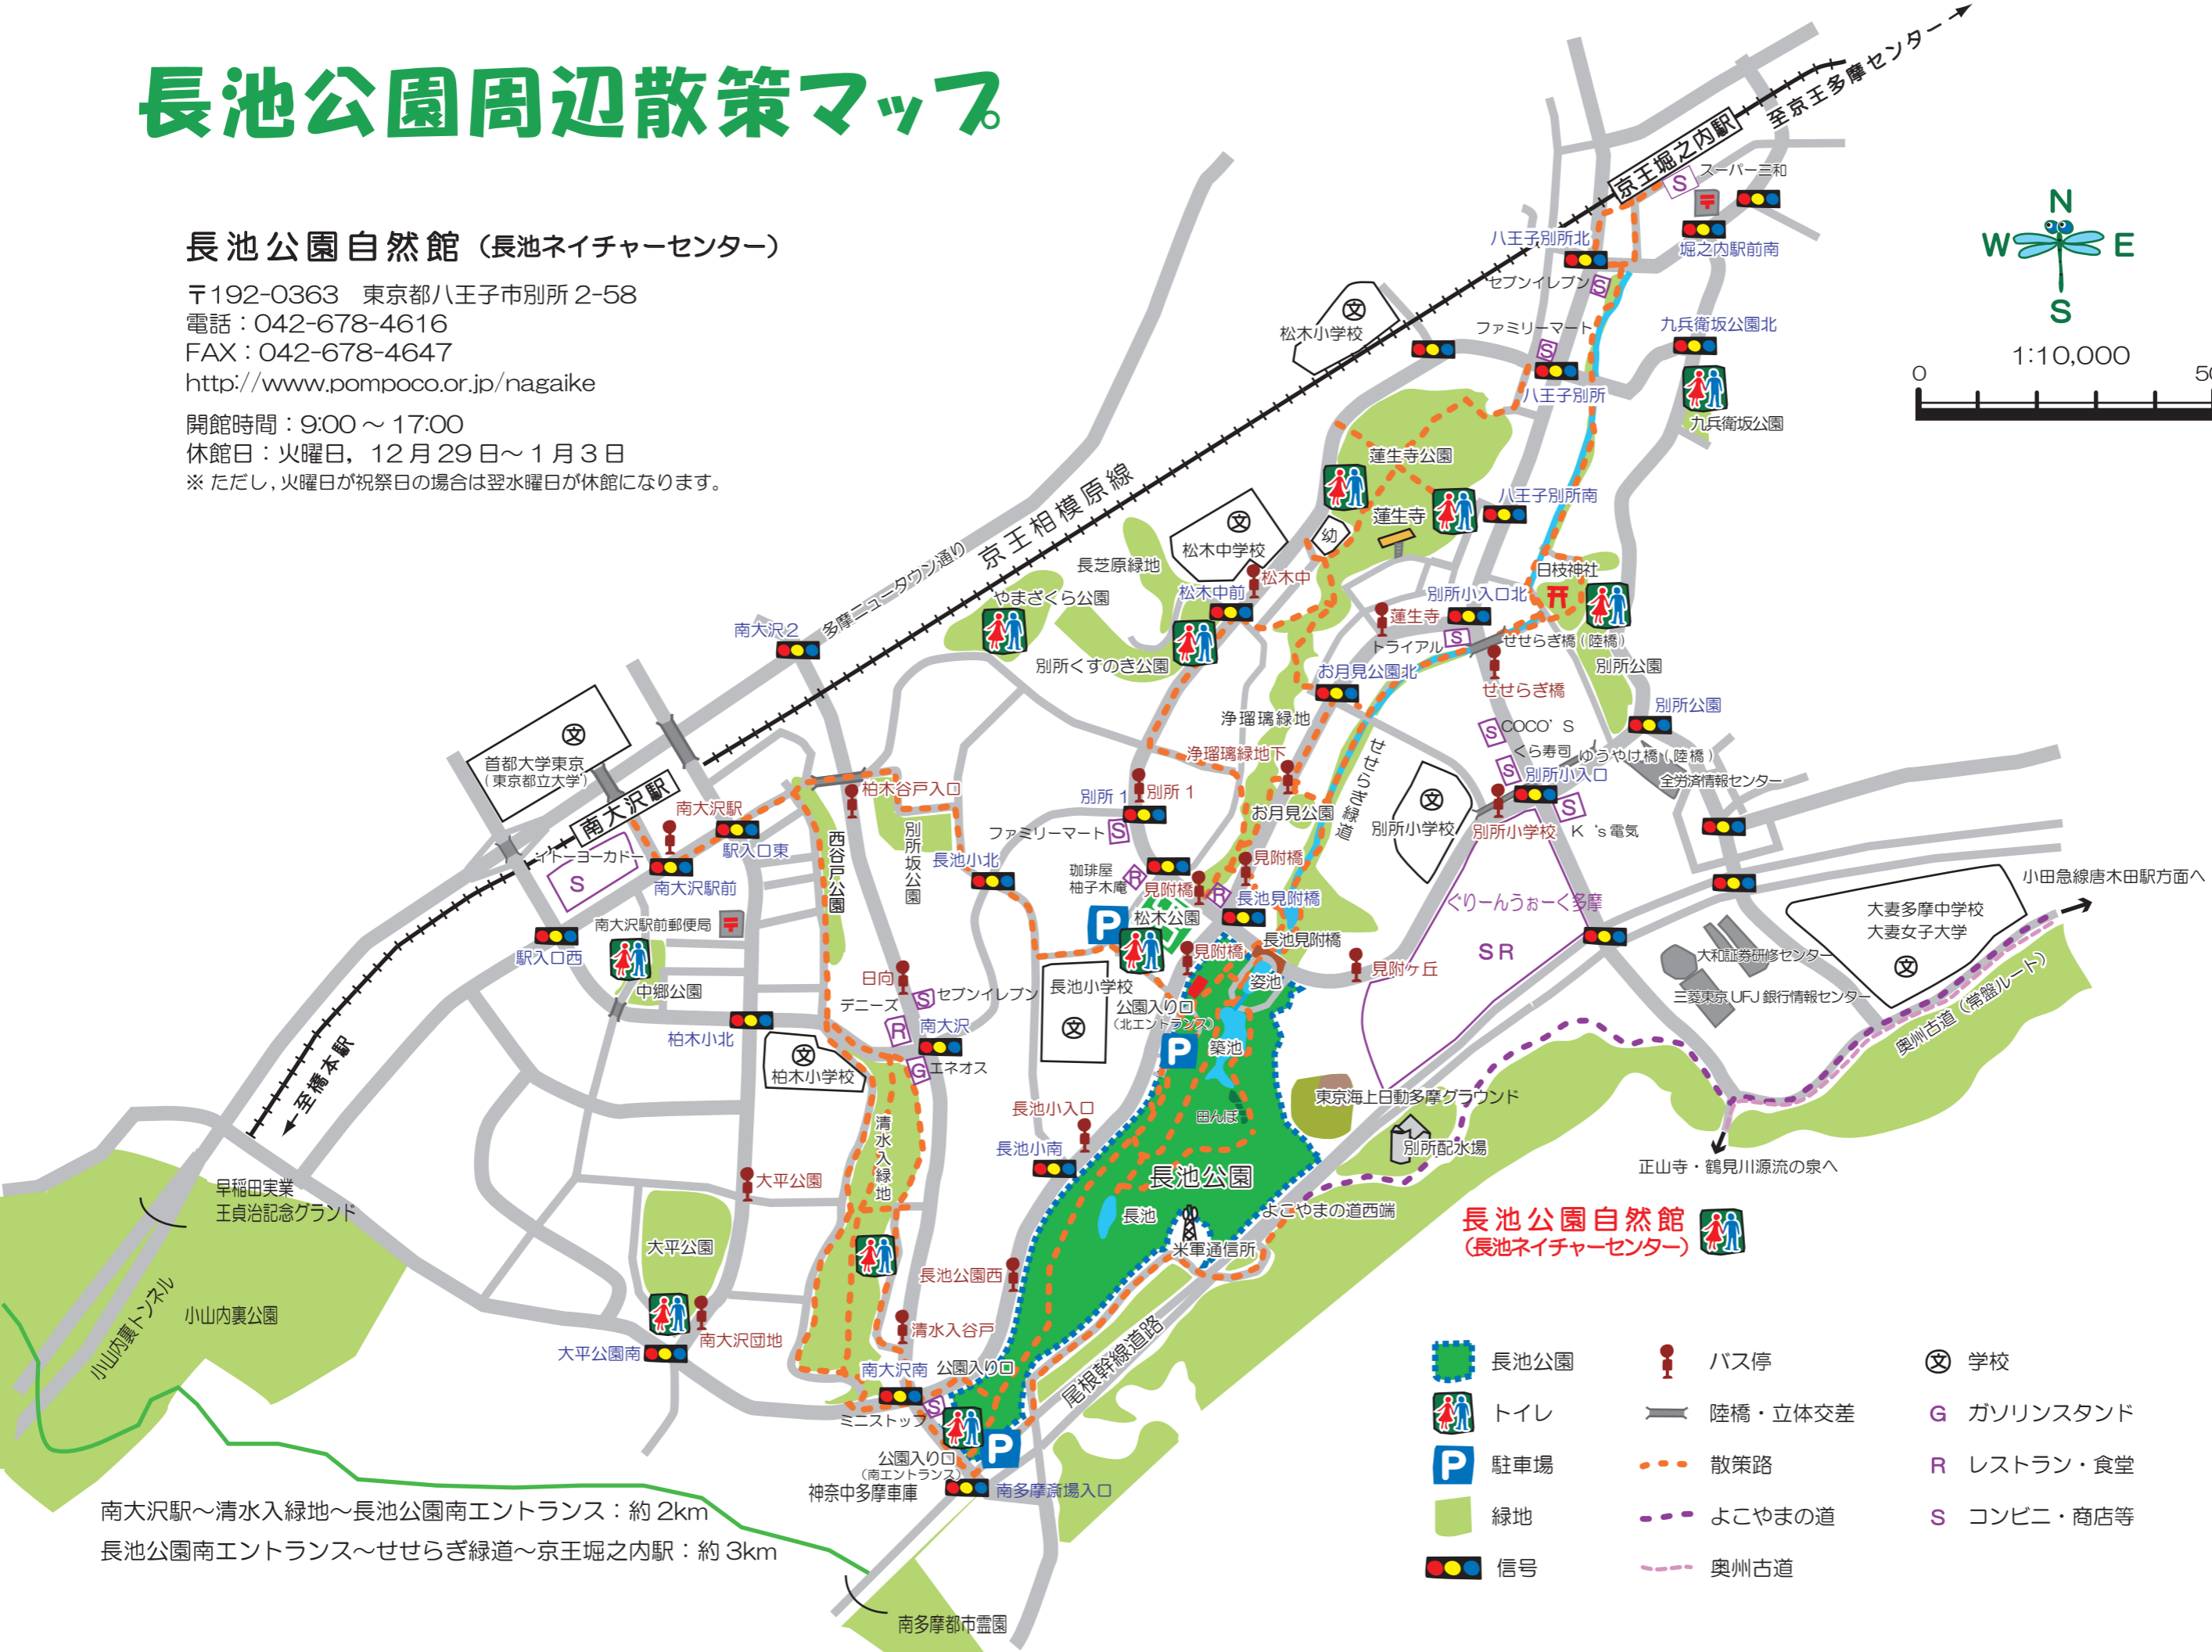 長池公園周辺散策マップ
長池公園自然館（長池ネイチャーセンター）
〒192-0363　東京都八王子市別所 2-58
電話：042-678-4616
FAX：042-678-4647
http://www.pompoco.or.jp/nagaike
開館時間：9:00 ～ 17:00
休館日：火曜日，12 月 29 日～ 1 月 3 日
※ ただし，火曜日が祝祭日の場合は翌水曜日が休館になります。
至京王多摩センター
京王堀之内駅
スーパー三和
S
堀之内駅前南
八王子別所北
セブンイレブン
S
N
W
E
S
1:10,000
0
松木小学校
文
ファミリーマート
S
八王子別所
九兵衛坂公園北
九兵衛坂公園
蓮生寺公園
蓮生寺
八王子別所南
幼
京王相模原線
多摩ニュータウン通り
長芝原緑地
松木中学校
文
松木中
松木中前
やまざくら公園
別所くすのき公園
南大沢２
日枝神社
別所小入口北
蓮生寺
トライアル
S
せせらぎ橋（陸橋）
せせらぎ橋
別所公園
別所公園
お月見公園北
浄瑠璃緑地
浄瑠璃緑地下
せせらぎ緑道
COCO’S
S
くら寿司
S
ゆうやけ橋（陸橋）
別所小入口
全労済情報センター
首都大学東京
（東京都立大学）
文
南大沢駅
南大沢駅
駅入口東
南大沢駅前
イトーヨーカドー
S
南大沢駅前郵便局
駅入口西
中郷公園
柏木谷戸入口
西谷戸公園
別所坂公園
長池小北
別所 1
別所 1
ファミリーマート
S
お月見公園
別所小学校
文
別所小学校
S
K’s電気
珈琲屋
柚子木庵
R
見附橋
R
見附橋
長池見附橋
松木公園
P
長池見附橋
見附橋
見附ヶ丘
ぐりーんうぉーく多摩
SR
大妻多摩中学校
大妻女子大学
文
小田急線唐木田駅方面へ
大和証券研修センター
三菱東京 UFJ 銀行情報センター
奥州古道（常盤ルート）
日向
デニーズ
R
セブンイレブン
S
南大沢
エネオス
G
柏木小北
柏木小学校
文
長池小学校
文
公園入り口
（北エントランス）
P
姿池
築池
田んぼ
東京海上日動多摩グラウンド
別所配水場
正山寺・鶴見川源流の泉へ
至橋本駅
清水入緑地
長池小入口
長池小南
長池公園
長池
米軍通信所
よこやまの道西端
長池公園自然館
（長池ネイチャーセンター）
早稲田実業
王貞治記念グランド
小山内裏トンネル
小山内裏公園
大平公園
大平公園
南大沢団地
大平公園南
長池公園西
清水入谷戸
南大沢南
公園入り口
ミニストップ
S
P
公園入り口
（南エントランス）
神奈中多摩車庫
南多摩斎場入口
尾根幹線道路
南多摩都市霊園
南大沢駅～清水入緑地～長池公園南エントランス：約 2km
長池公園南エントランス～せせらぎ緑道～京王堀之内駅：約 3km
長池公園
トイレ
P 駐車場
緑地
信号
バス停
陸橋・立体交差
散策路
よこやまの道
奥州古道
文 学校
G ガソリンスタンド
R レストラン・食堂
S コンビニ・商店等